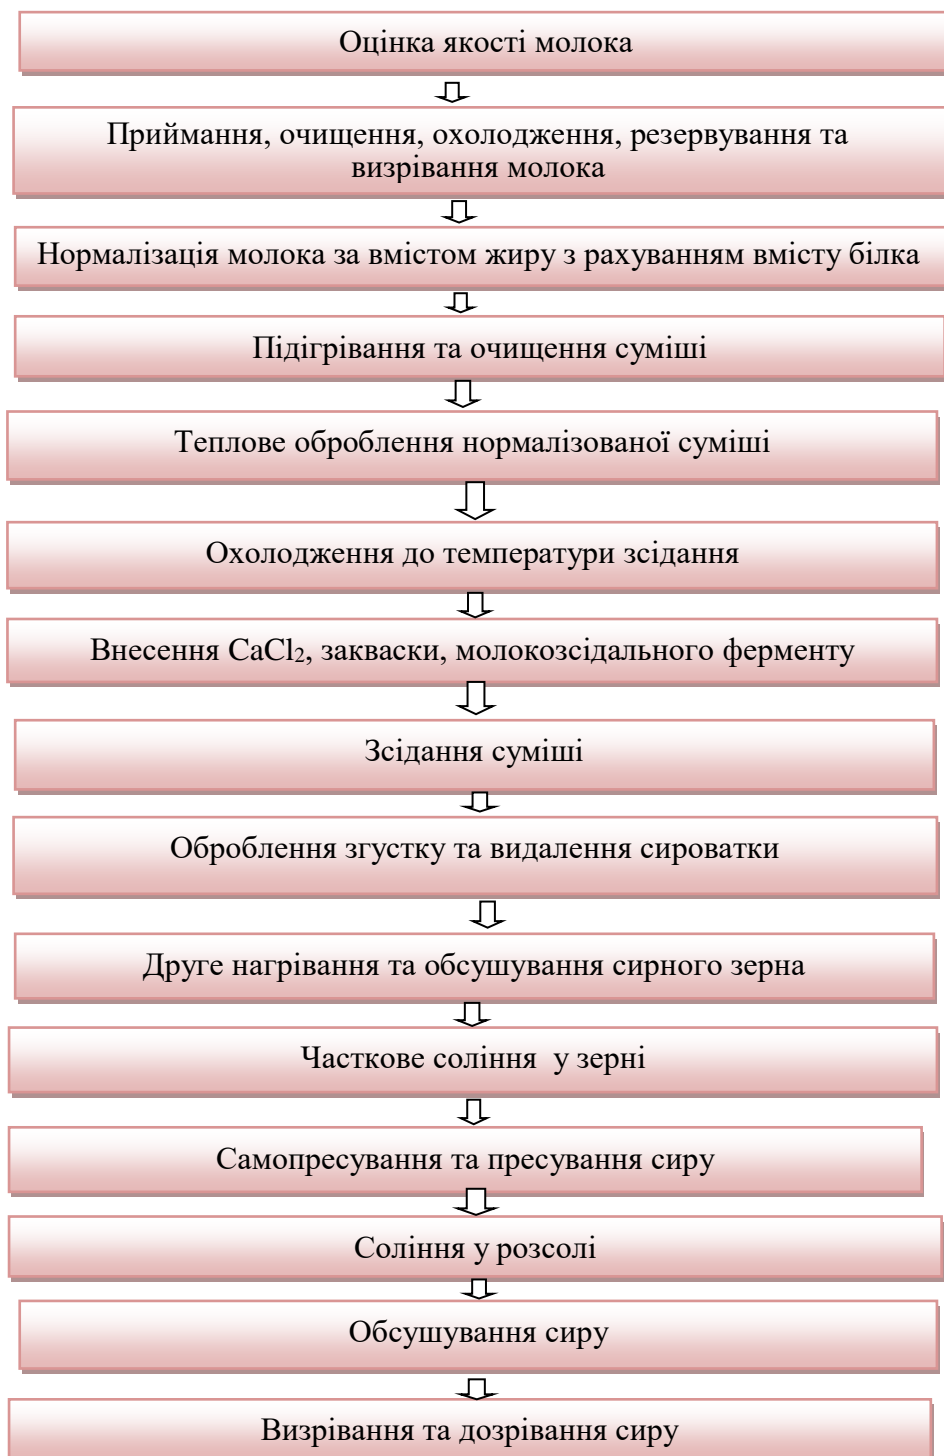 Оцінка якості молока
Приймання, очищення, охолодження, резервування та
визрівання молока
Нормалізація молока за вмістом жиру з рахуванням вмісту білка
Підігрівання та очищення суміші
Теплове оброблення нормалізованої суміші
Охолодження до температури зсідання
Внесення CaCl₂, закваски, молокозсідального ферменту
Зсідання суміші
Оброблення згустку та видалення сироватки
Друге нагрівання та обсушування сирного зерна
Часткове соління у зерні
Самопресування та пресування сиру
Соління у розсолі
Обсушування сиру
Визрівання та дозрівання сиру